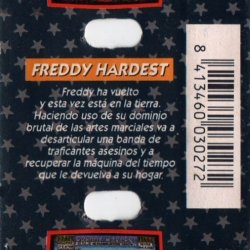 FREDDY HARDEST
Freddy ha vuelto
y esta vez está en la tierra.
Haciendo uso de su dominio
brutal de las artes marciales va a
desarticular una banda de
traficantes asesinos y a
recuperar la máquina del tiempo
que le devuelva a su hogar.
8 413460 030272
FREDDY HARDEST